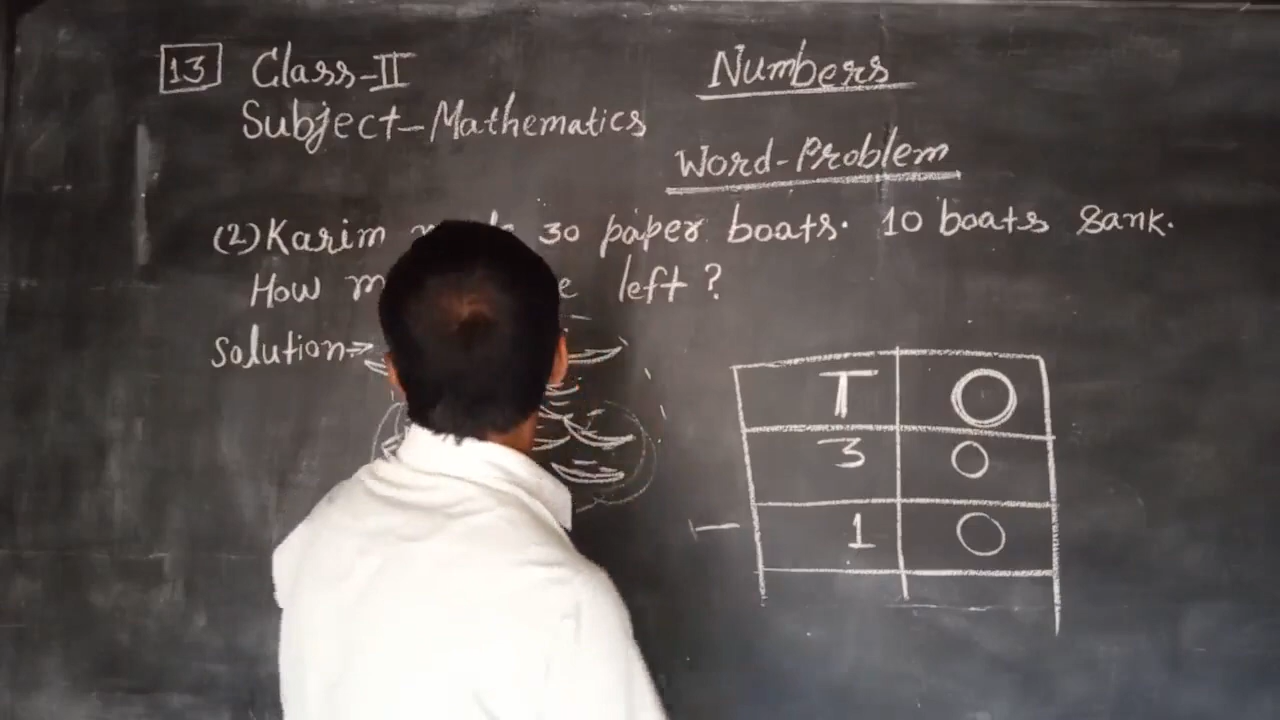 13 Class-II
Subject-Mathematics
Numbers
Word-Problem
(2) Karim 30 paper boats. 10 boats sank.
How left?
Solution→
T O
3 0
— 1 0